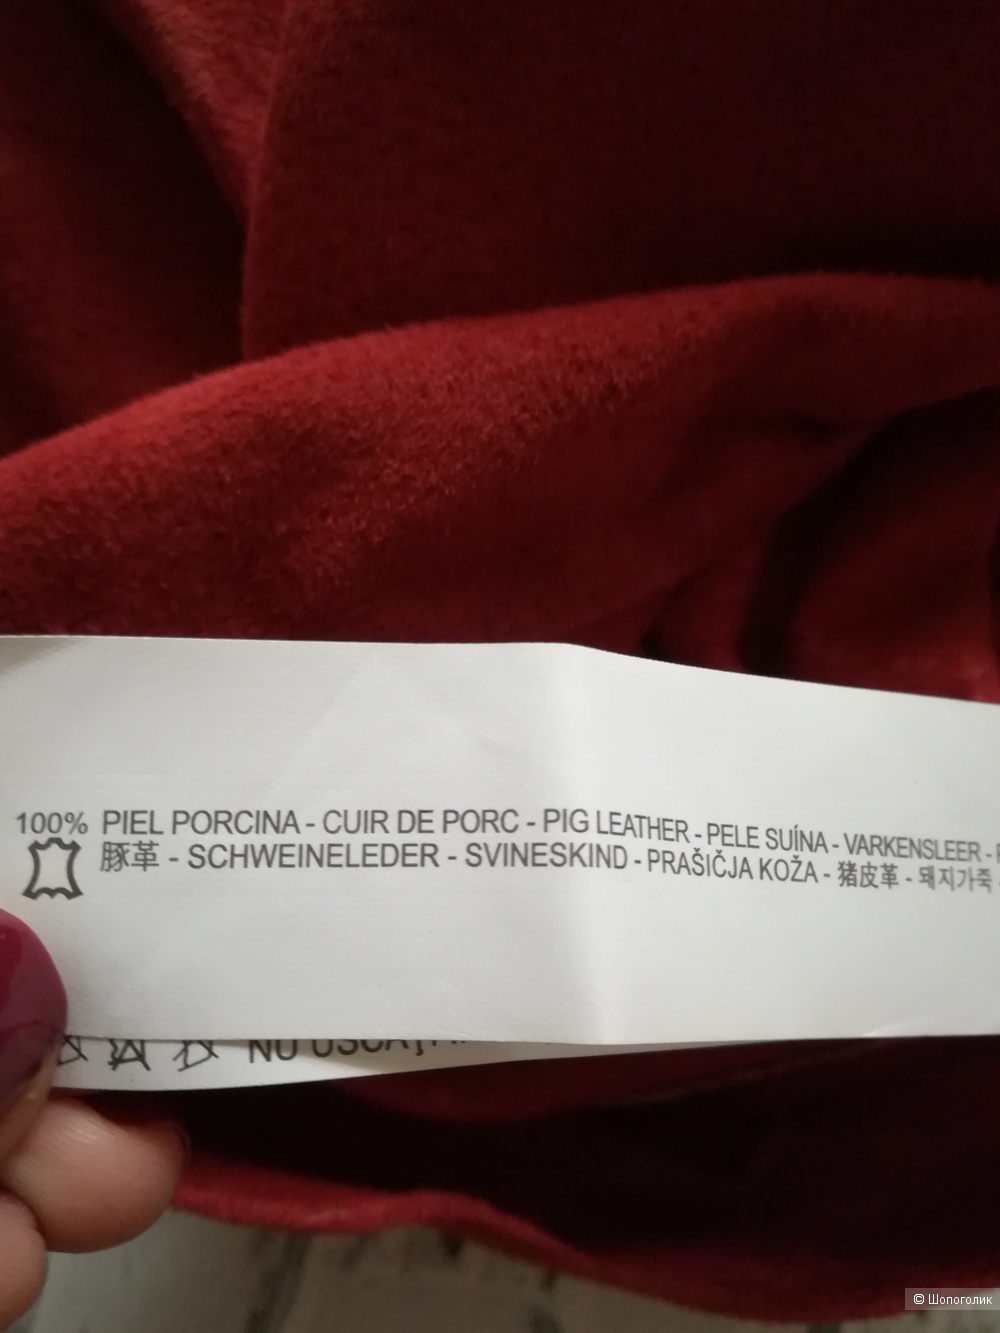 100% PIEL PORCINA - CUIR DE PORC - PIG LEATHER - PELE SUÍNA - VARKENSLEER -
豚革 - SCHWEINELEDER - SVINESKIND - PRAŠIČJA KOŽA - 猪皮革 - 돼지가죽
NU
© Шопоголик